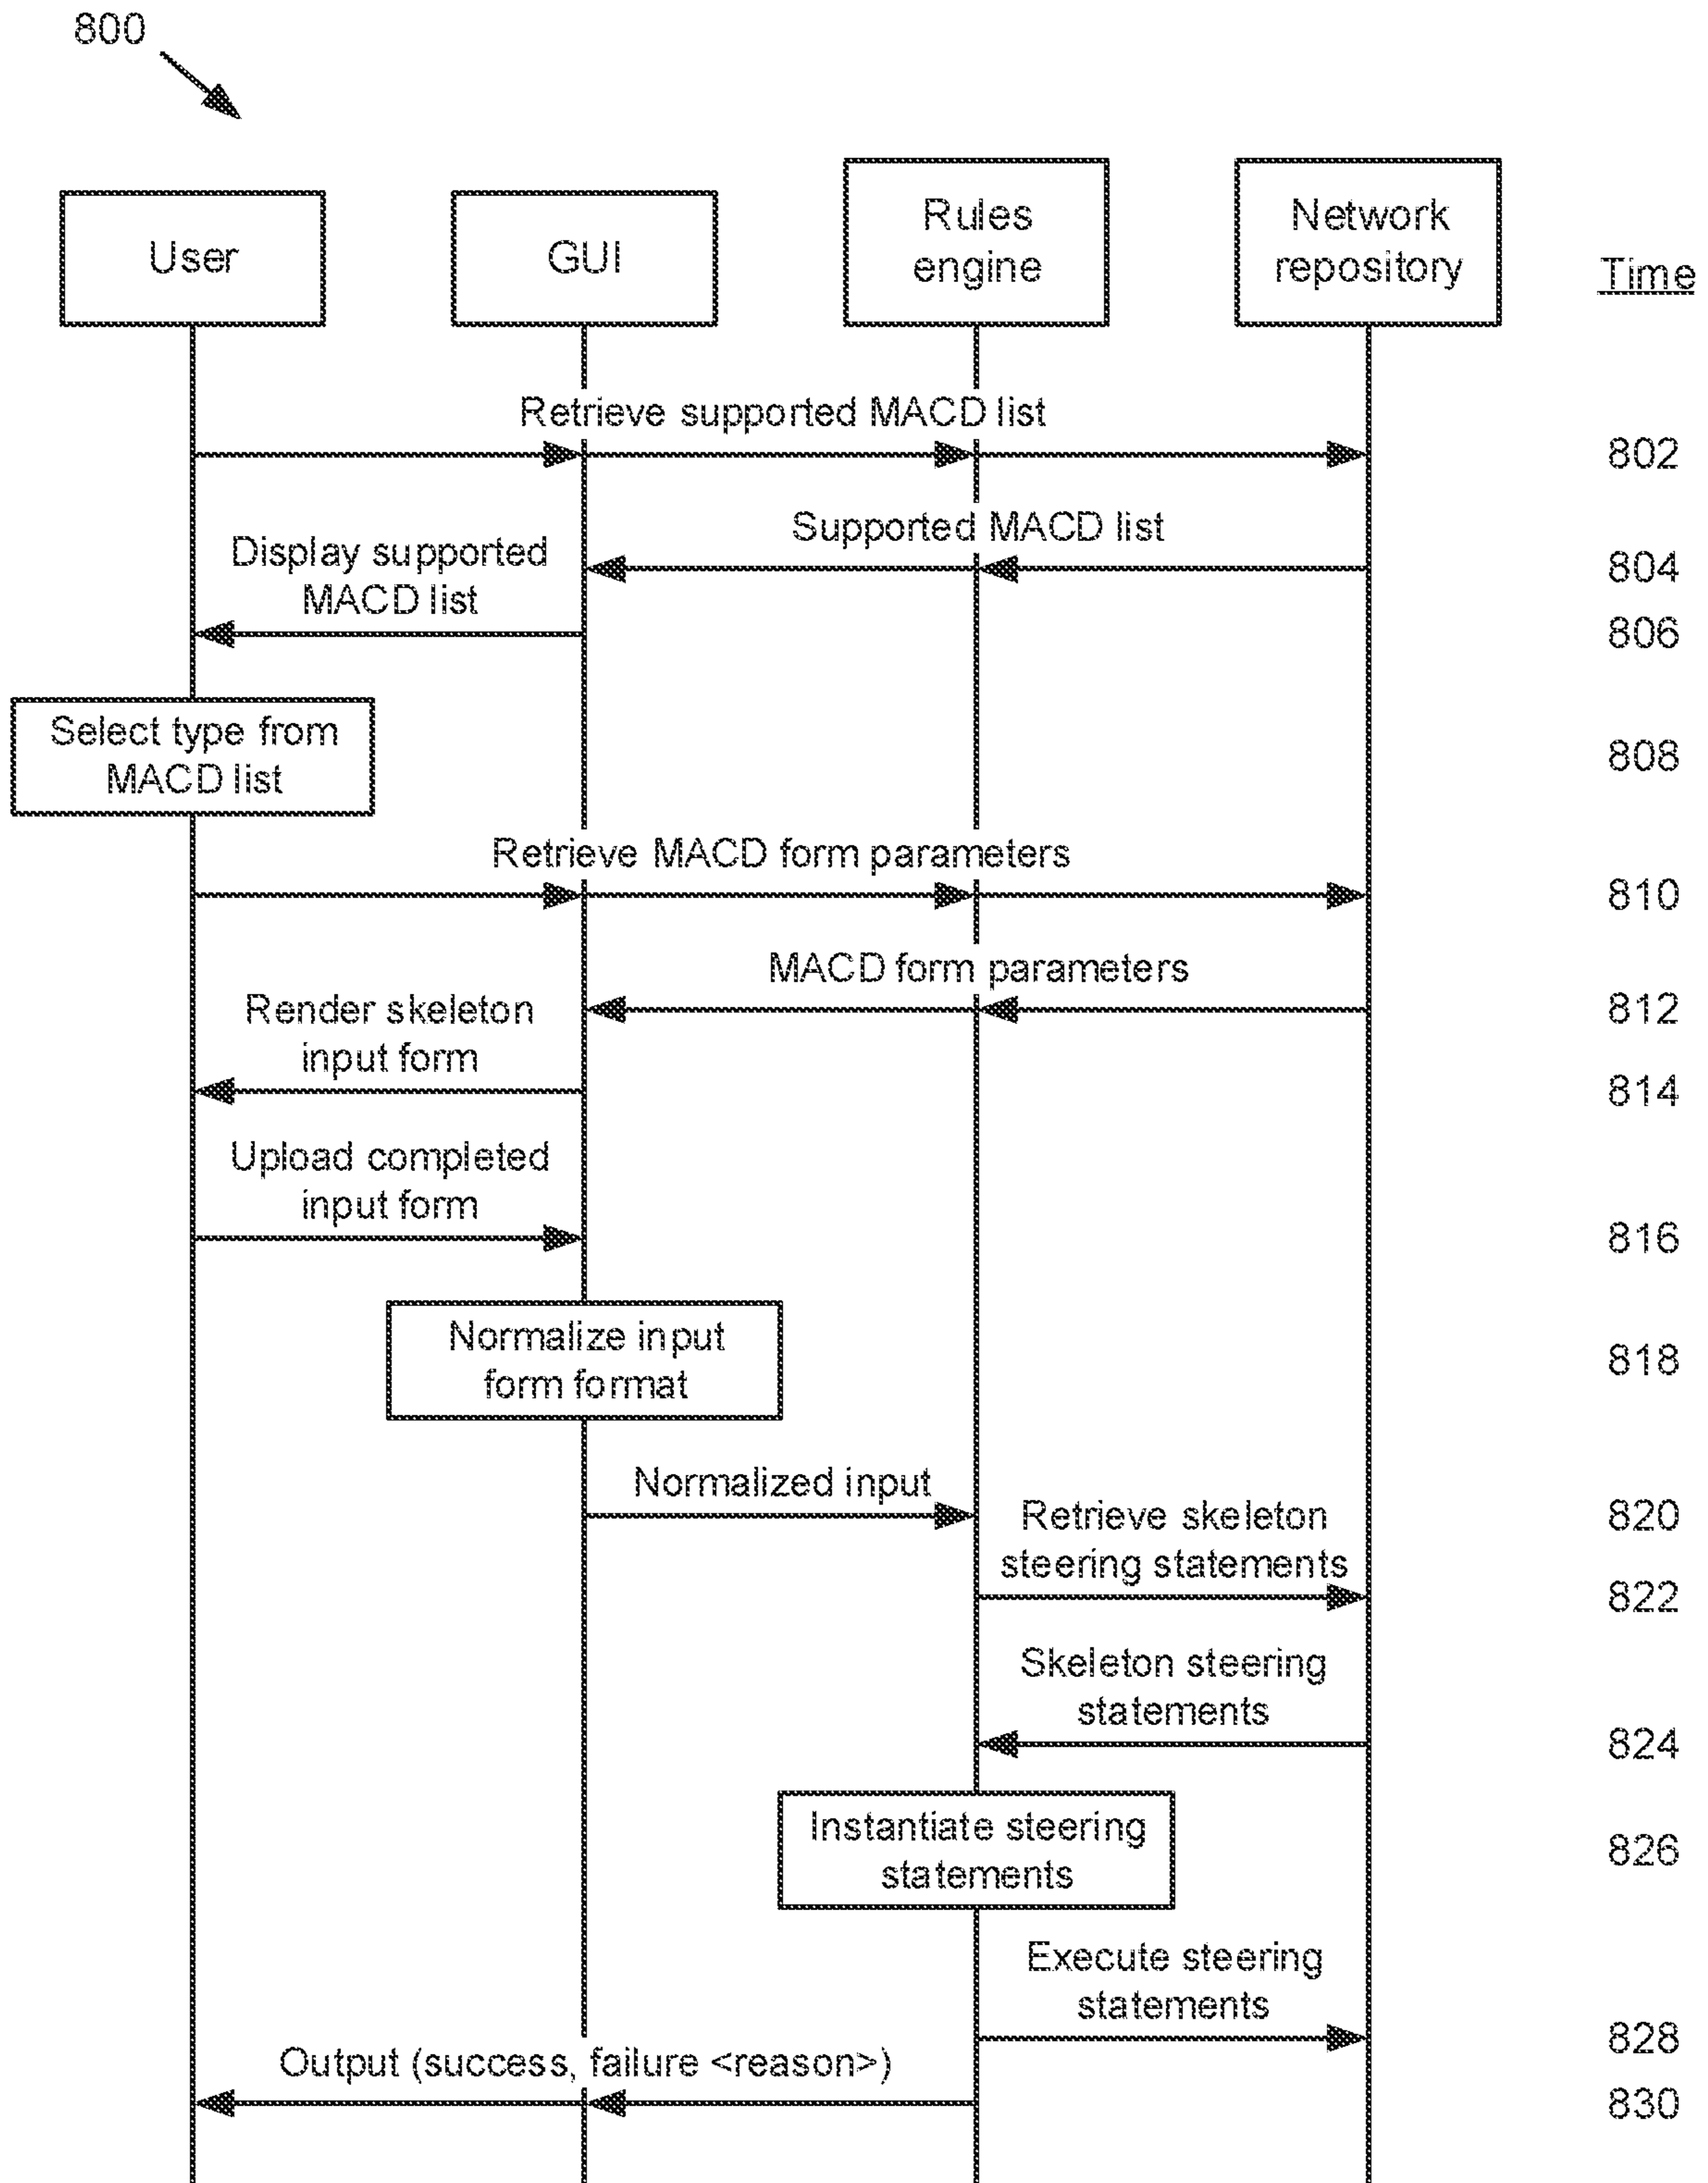 800
User
GUI
Rules
engine
Network
repository
Time
Retrieve supported MACD list
802
Supported MACD list
804
Display supported
MACD list
806
Select type from
MACD list
808
Retrieve MACD form parameters
810
MACD form parameters
812
Render skeleton
input form
814
Upload completed
input form
816
Normalize input
form format
818
Normalized input
820
Retrieve skeleton
steering statements
822
Skeleton steering
statements
824
Instantiate steering
statements
826
Execute steering
statements
828
Output (success, failure <reason>)
830